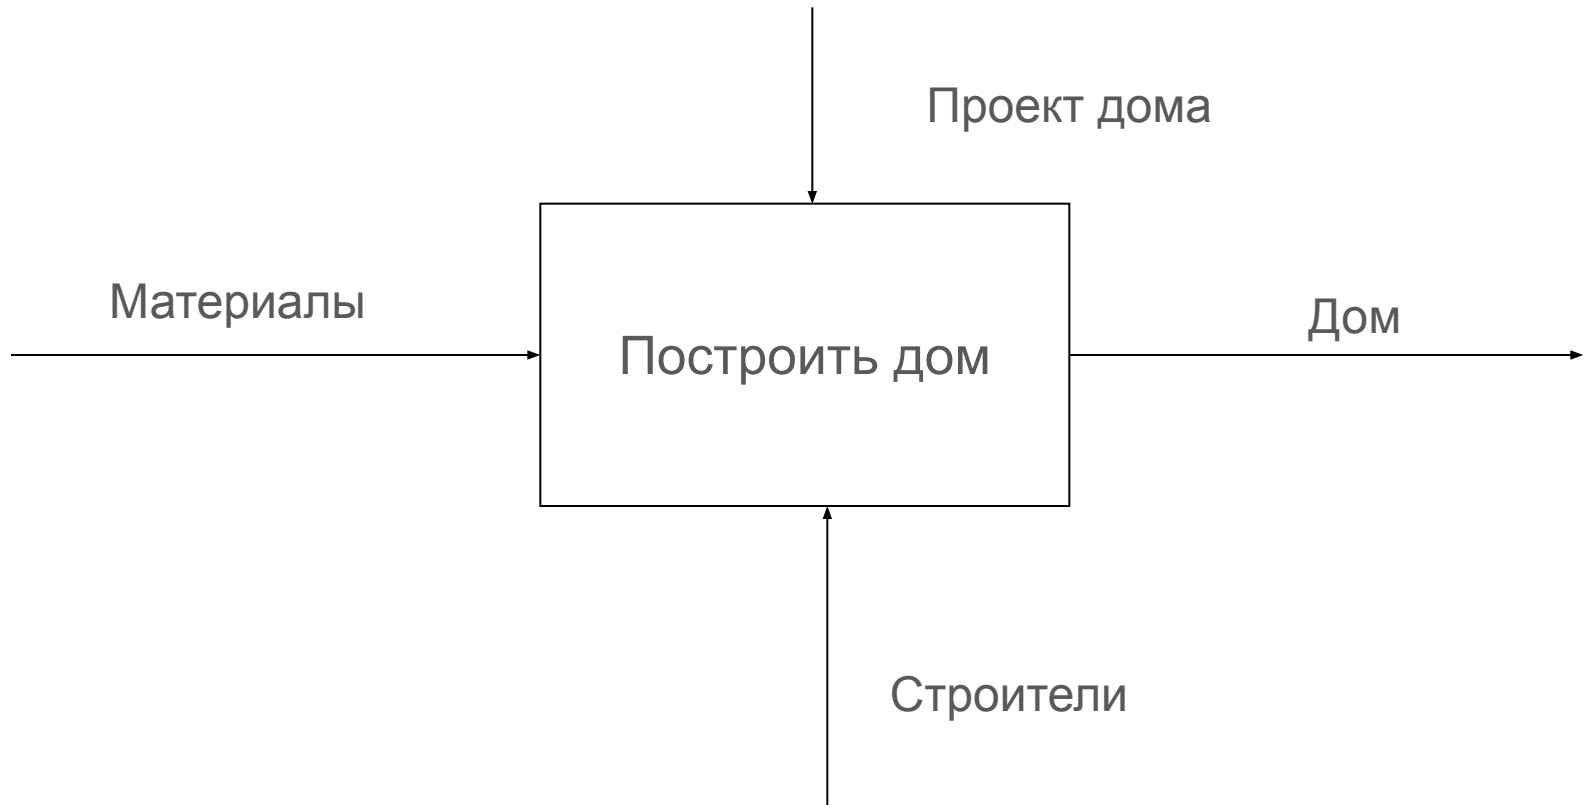 Проект дома
Материалы
Построить дом
Дом
Строители